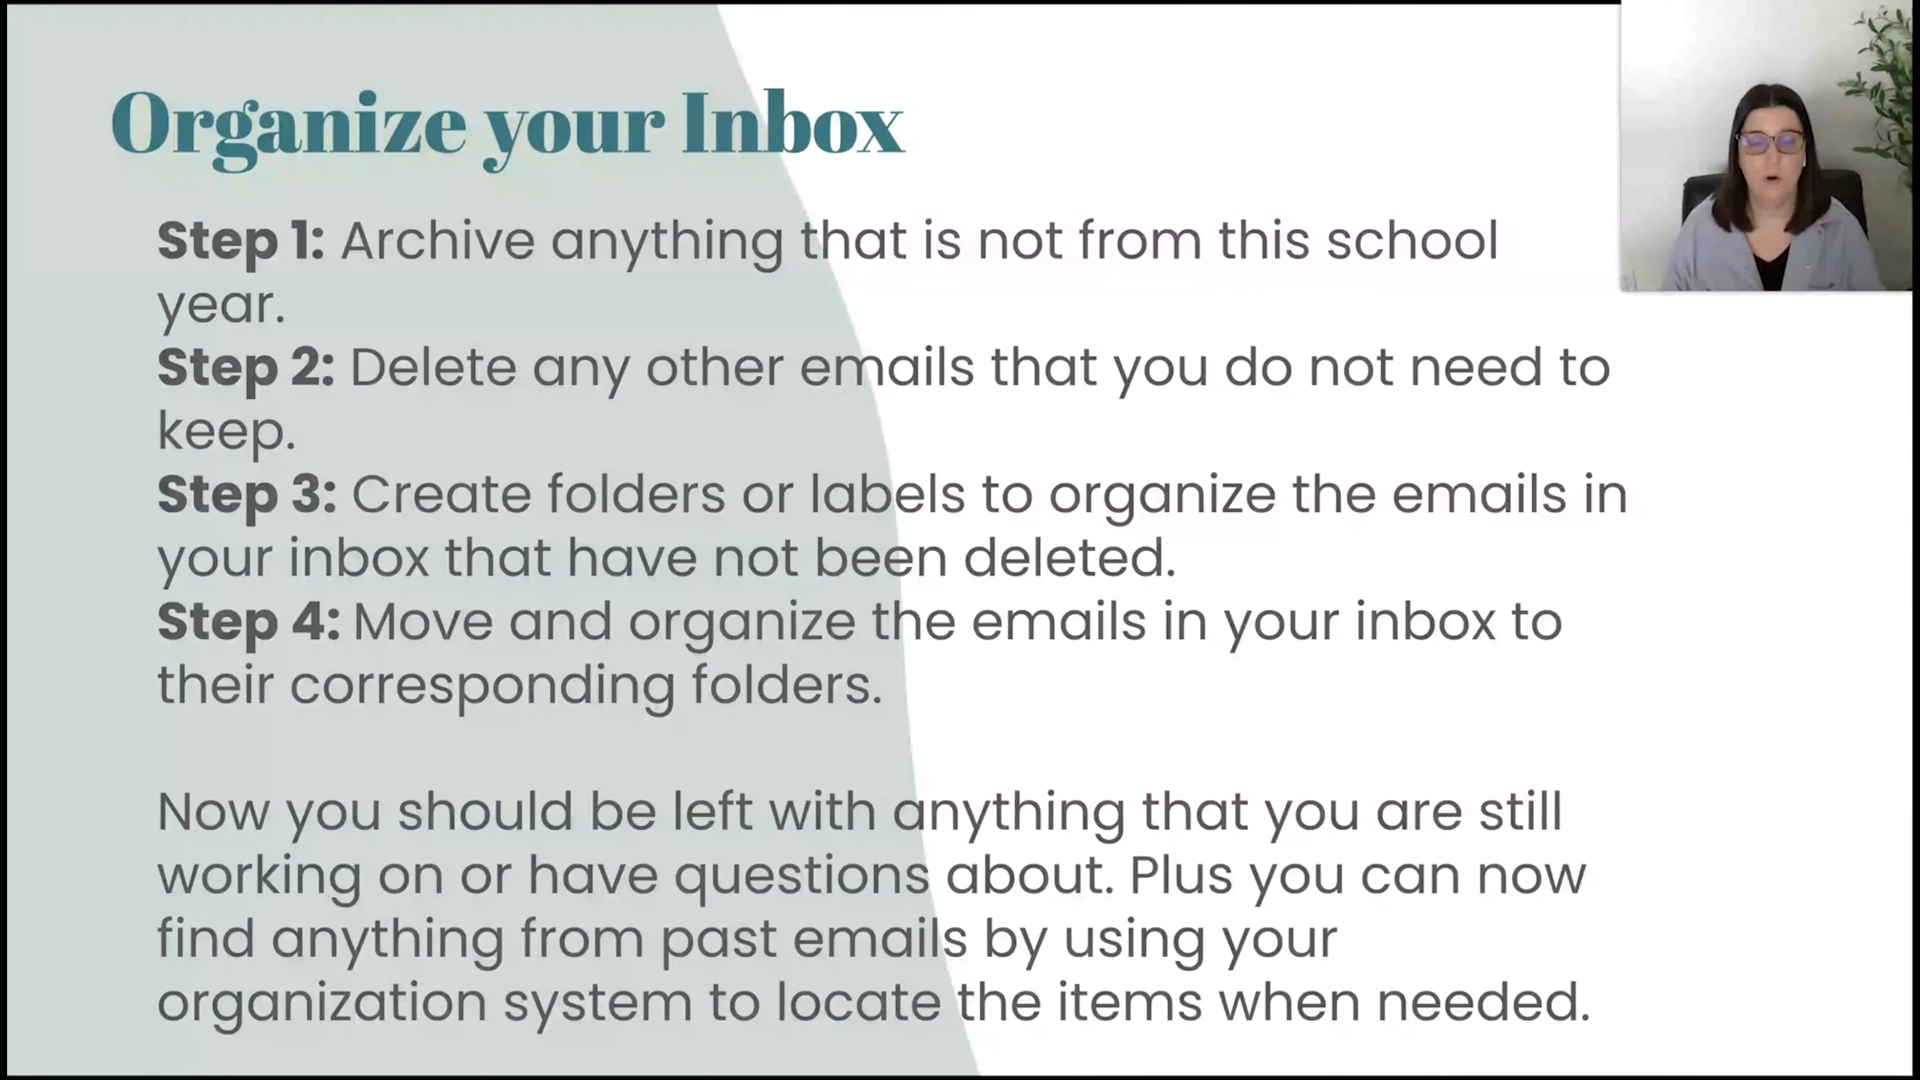 Organize your Inbox
Step 1: Archive anything that is not from this school
year.
Step 2: Delete any other emails that you do not need to
keep.
Step 3: Create folders or labels to organize the emails in
your inbox that have not been deleted.
Step 4: Move and organize the emails in your inbox to
their corresponding folders.
Now you should be left with anything that you are still
working on or have questions about. Plus you can now
find anything from past emails by using your
organization system to locate the items when needed.